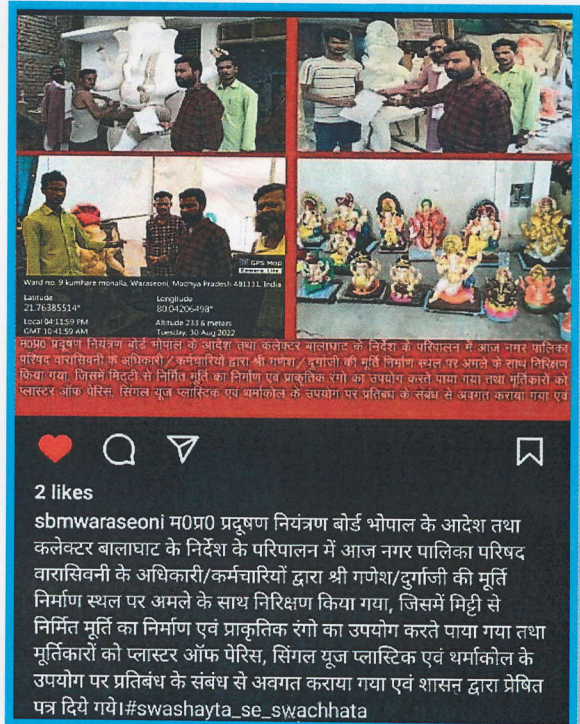 GPS Map
Camera Lite
Ward no. 9 kumhare mohalla, Waraseoni, Madhya Pradesh 481331, India
Latitude
21.76385514°
Longitude
80.04206498°
Local 04:11:59 PM
GMT 10:41:59 AM
Altitude 233.6 meters
Tuesday, 30 Aug 2022
म0प्र0 प्रदूषण नियंत्रण बोर्ड भोपाल के आदेश तथा कलेक्टर बालाघाट के निर्देश के परिपालन में आज नगर पालिका
परिषद वारासिवनी के अधिकारी/कर्मचारियों द्वारा श्री गणेश/दुर्गाजी की मूर्ति निर्माण स्थल पर अमले के साथ निरिक्षण
किया गया, जिसमें मिट्टी से निर्मित मूर्ति का निर्माण एवं प्राकृतिक रंगो का उपयोग करते पाया गया तथा मूर्तिकारों को
प्लास्टर ऑफ पेरिस, सिंगल यूज प्लास्टिक एवं थर्माकोल के उपयोग पर प्रतिबंध के संबंध से अवगत कराया गया एवं
2 likes
sbmwaraseoni म0प्र0 प्रदूषण नियंत्रण बोर्ड भोपाल के आदेश तथा
कलेक्टर बालाघाट के निर्देश के परिपालन में आज नगर पालिका परिषद
वारासिवनी के अधिकारी/कर्मचारियों द्वारा श्री गणेश/दुर्गाजी की मूर्ति
निर्माण स्थल पर अमले के साथ निरिक्षण किया गया, जिसमें मिट्टी से
निर्मित मूर्ति का निर्माण एवं प्राकृतिक रंगो का उपयोग करते पाया गया तथा
मूर्तिकारों को प्लास्टर ऑफ पेरिस, सिंगल यूज प्लास्टिक एवं थर्माकोल के
उपयोग पर प्रतिबंध के संबंध से अवगत कराया गया एवं शासन द्वारा प्रेषित
पत्र दिये गये।#swashayta_se_swachhata